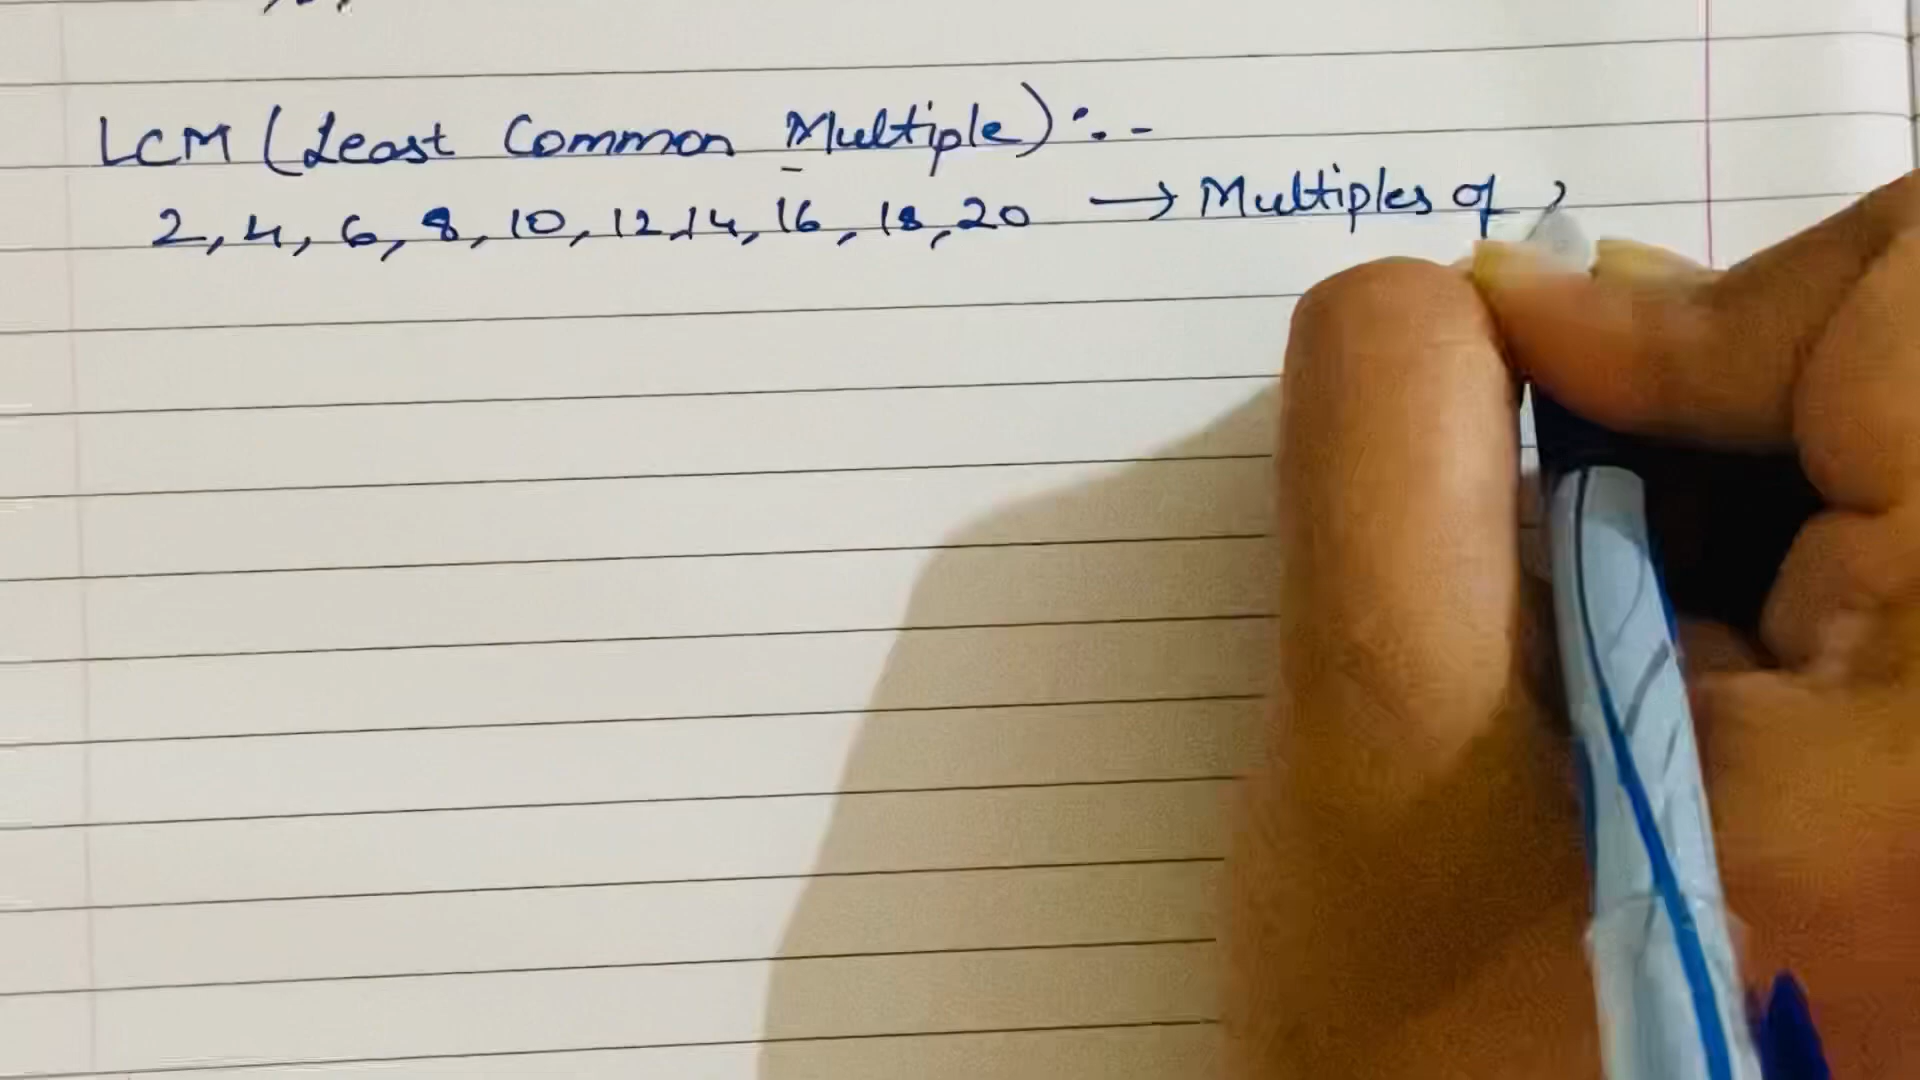 LCM (Least Common Multiple):-
2, 4, 6, 8, 10, 12, 14, 16, 18, 20 → Multiples of